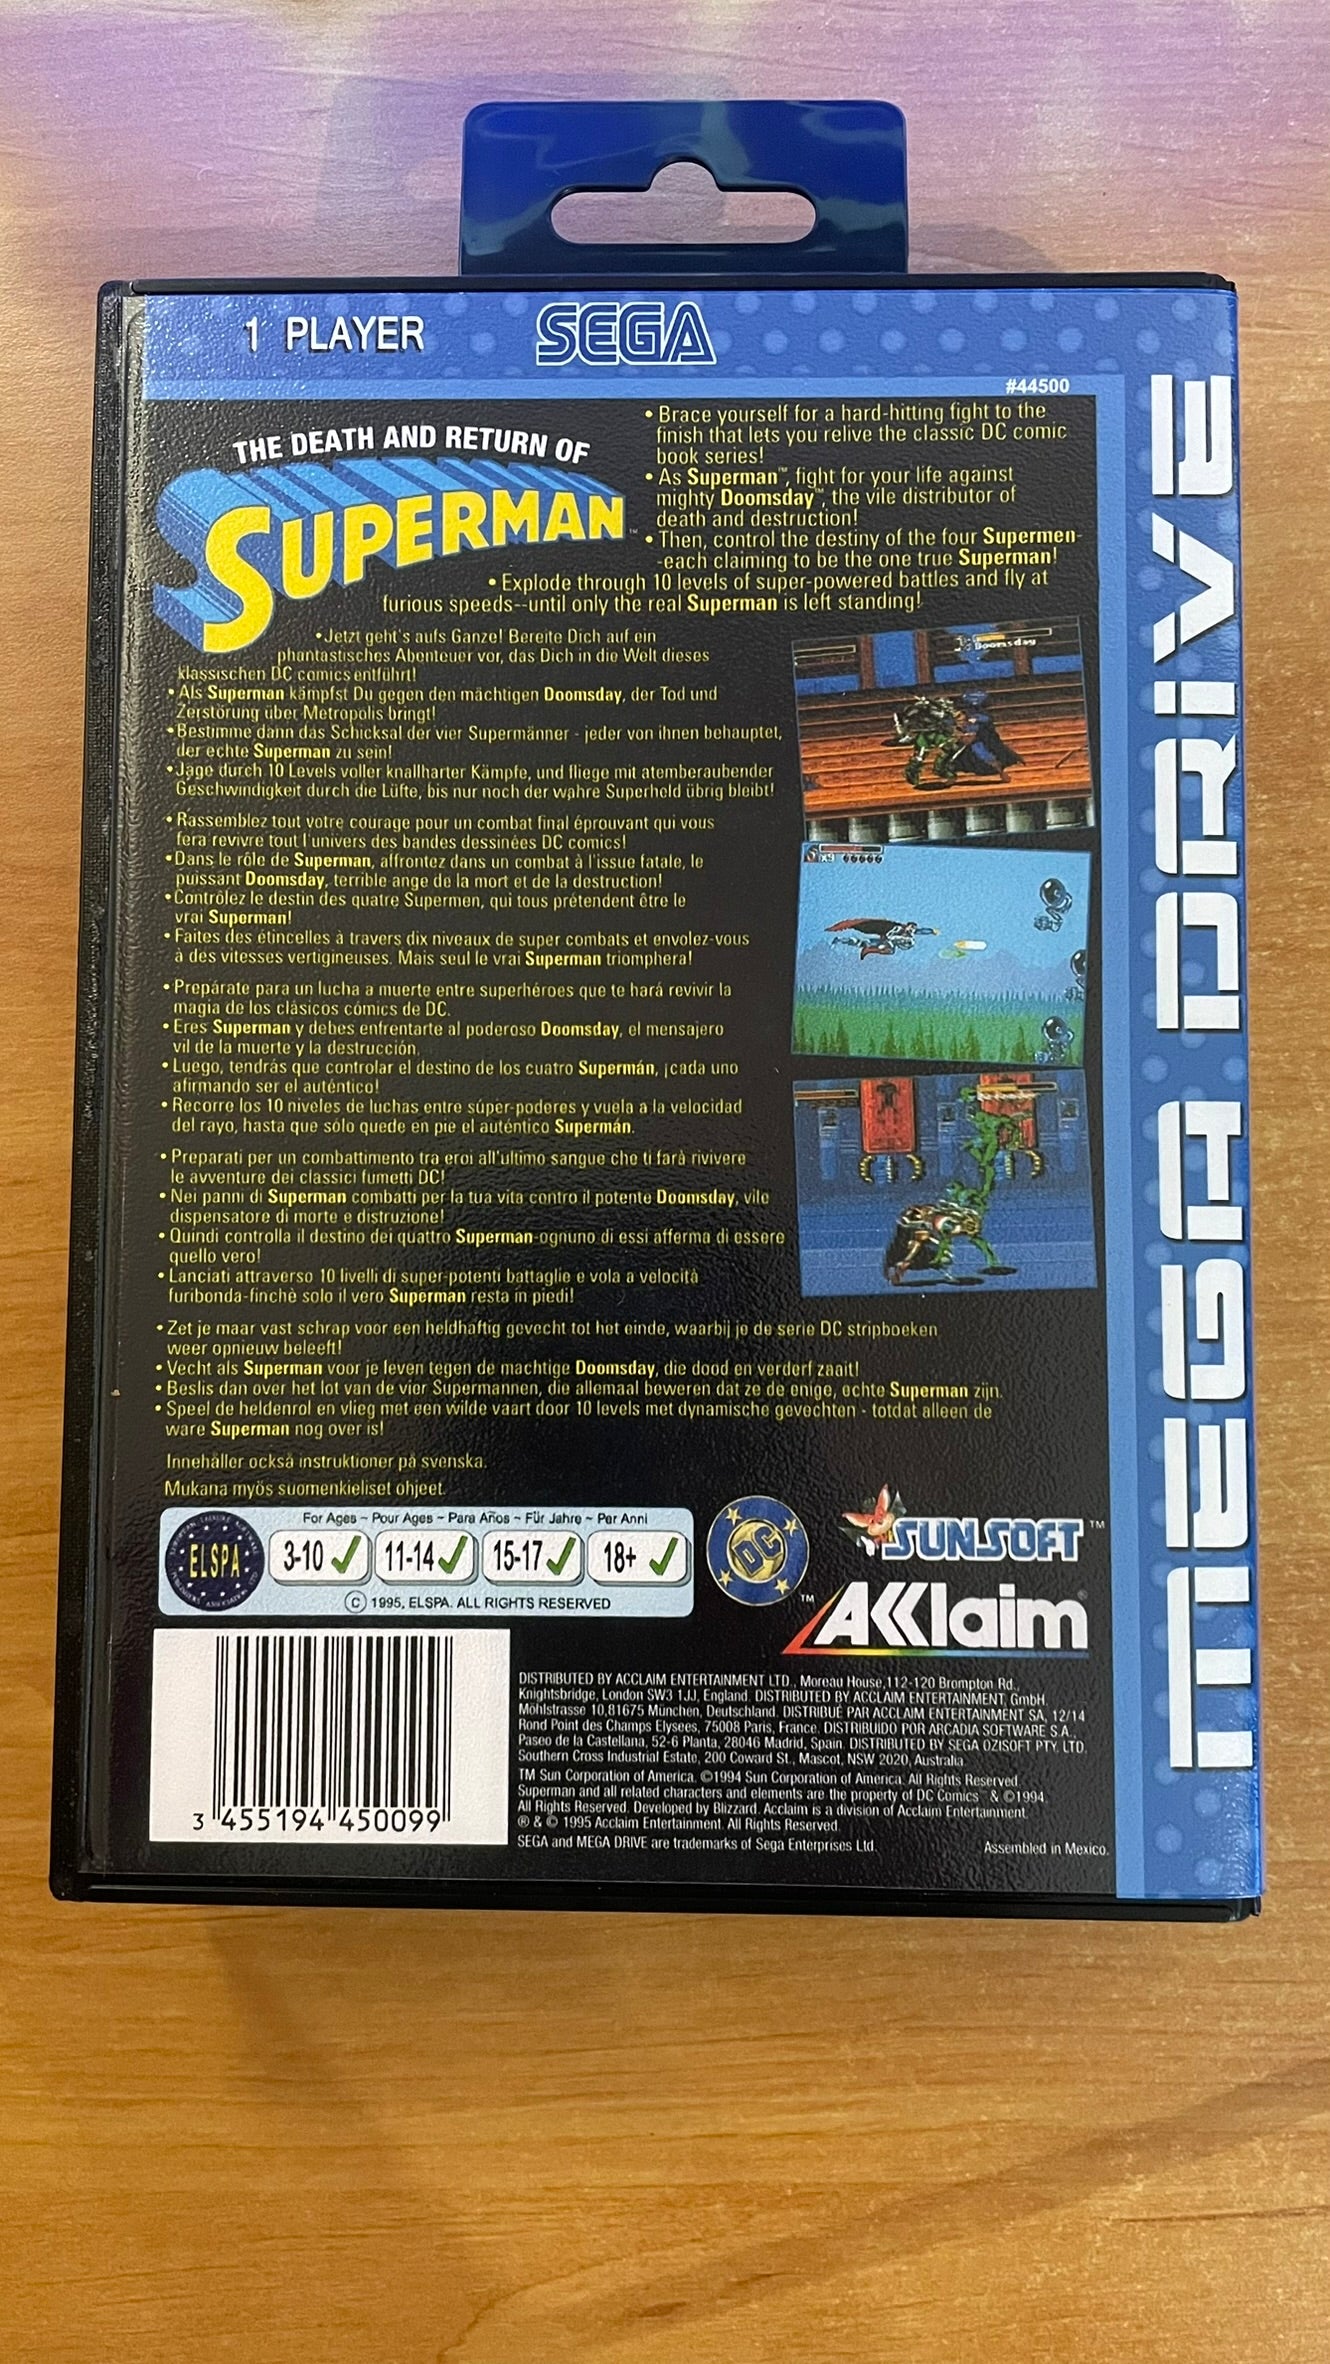 1 PLAYER
SEGA
#44500
THE DEATH AND RETURN OF
SUPERMAN™
• Brace yourself for a hard-hitting fight to the
finish that lets you relive the classic DC comic
book series!
• As Superman™, fight for your life against
mighty Doomsday™, the vile distributor of
death and destruction!
• Then, control the destiny of the four Supermen-
-each claiming to be the one true Superman!
• Explode through 10 levels of super-powered battles and fly at
furious speeds--until only the real Superman is left standing!
•Jetzt geht's aufs Ganze! Bereite Dich auf ein
phantastisches Abenteuer vor, das Dich in die Welt dieses
klassischen DC comics entführt!
• Als Superman kämpfst Du gegen den mächtigen Doomsday, der Tod und
Zerstörung über Metropolis bringt!
•Bestimme dann das Schicksal der vier Supermänner - jeder von ihnen behauptet,
der echte Superman zu sein!
•Jage durch 10 Levels voller knallharter Kämpfe, und fliege mit atemberaubender
Geschwindigkeit durch die Lüfte, bis nur noch der wahre Superheld übrig bleibt!
• Rassemblez tout votre courage pour un combat final éprouvant qui vous
fera revivre tout l'univers des bandes dessinées DC comics!
•Dans le rôle de Superman, affrontez dans un combat à l'issue fatale, le
puissant Doomsday, terrible ange de la mort et de la destruction!
•Contrôlez le destin des quatre Supermen, qui tous prétendent être le
vrai Superman!
• Faites des étincelles à travers dix niveaux de super combats et envolez-vous
à des vitesses vertigineuses. Mais seul le vrai Superman triomphera!
• Prepárate para un lucha a muerte entre superhéroes que te hará revivir la
magia de los clásicos cómics de DC.
• Eres Superman y debes enfrentarte al poderoso Doomsday, el mensajero
vil de la muerte y la destrucción.
• Luego, tendrás que controlar el destino de los cuatro Supermán, ¡cada uno
afirmando ser el auténtico!
• Recorre los 10 niveles de luchas entre súper-poderes y vuela a la velocidad
del rayo, hasta que sólo quede en pie el auténtico Supermán.
• Preparati per un combattimento tra eroi all'ultimo sangue che ti farà rivivere
le avventure dei classici fumetti DC!
• Nei panni di Superman combatti per la tua vita contro il potente Doomsday, vile
dispensatore di morte e distruzione!
• Quindi controlla il destino dei quattro Superman-ognuno di essi afferma di essere
quello vero!
• Lanciati attraverso 10 livelli di super-potenti battaglie e vola a velocità
furibonda-finchè solo il vero Superman resta in piedi!
• Zet je maar vast schrap voor een heldhaftig gevecht tot het einde, waarbij je de serie DC stripboeken
weer opnieuw beleeft!
• Vecht als Superman voor je leven tegen de machtige Doomsday, die dood en verderf zaait!
• Beslis dan over het lot van de vier Supermannen, die allemaal beweren dat ze de enige, echte Superman zijn.
• Speel de heldenrol en vlieg met een wilde vaart door 10 levels met dynamische gevechten - totdat alleen de
ware Superman nog over is!
Innehåller också instruktioner på svenska.
Mukana myös suomenkieliset ohjeet.
Doomsday
X9
ELSPA
For Ages ~ Pour Ages ~ Para Años ~ Für Jahre ~ Per Anni
3-10 ✓ 11-14 ✓ 15-17 ✓ 18+ ✓
© 1995, ELSPA. ALL RIGHTS RESERVED
DC
SUNSOFT™
™
AKKlaim®
DISTRIBUTED BY ACCLAIM ENTERTAINMENT LTD., Moreau House,112-120 Brompton Rd.,
Knightsbridge, London SW3 1JJ, England. DISTRIBUTED BY ACCLAIM ENTERTAINMENT, GmbH.
Möhlstrasse 10,81675 München, Deutschland. DISTRIBUÉ PAR ACCLAIM ENTERTAINMENT SA, 12/14
Rond Point des Champs Elysees, 75008 Paris, France. DISTRIBUIDO POR ARCADIA SOFTWARE S.A.,
Paseo de la Castellana, 52-6 Planta, 28046 Madrid, Spain. DISTRIBUTED BY SEGA OZISOFT PTY. LTD.
Southern Cross Industrial Estate, 200 Coward St., Mascot, NSW 2020, Australia.
TM Sun Corporation of America. ©1994 Sun Corporation of America. All Rights Reserved.
Superman and all related characters and elements are the property of DC Comics™ & ©1994.
All Rights Reserved. Developed by Blizzard. Acclaim is a division of Acclaim Entertainment.
® & © 1995 Acclaim Entertainment. All Rights Reserved.
SEGA and MEGA DRIVE are trademarks of Sega Enterprises Ltd.
Assembled in Mexico.
3 455194 450099
MEGA DRIVE